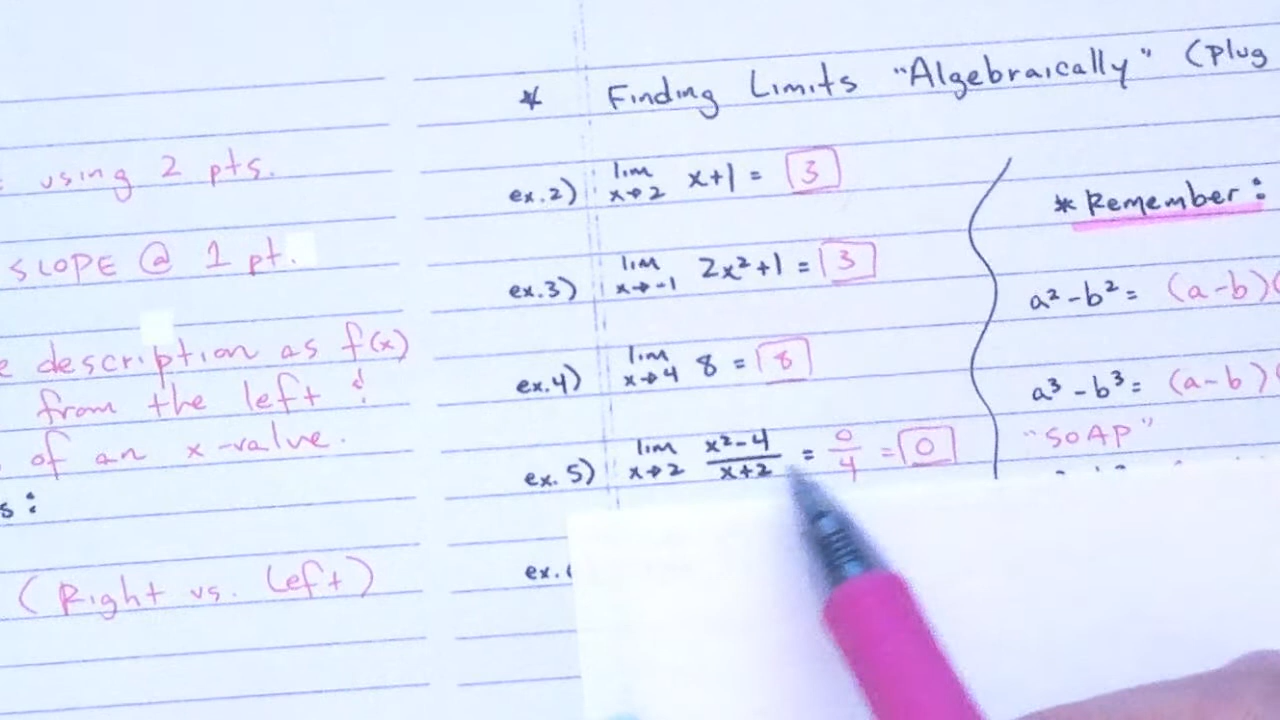 : using 2 pts.
SLOPE @ 1 pt.
e description as f(x)
from the left &
of an x-value.
s:
(Right vs. Left)
* Finding Limits "Algebraically" (Plug
ex.2) lim x→2 x+1 = 3
ex.3) lim x→-1 2x²+1 = 3
ex.4) lim x→4 8 = 8
ex. 5) lim x→2 (x²-4)/(x+2) = 0/4 = 0
ex.
* Remember:
a²-b² = (a-b)(
a³-b³ = (a-b)(
"SOAP"